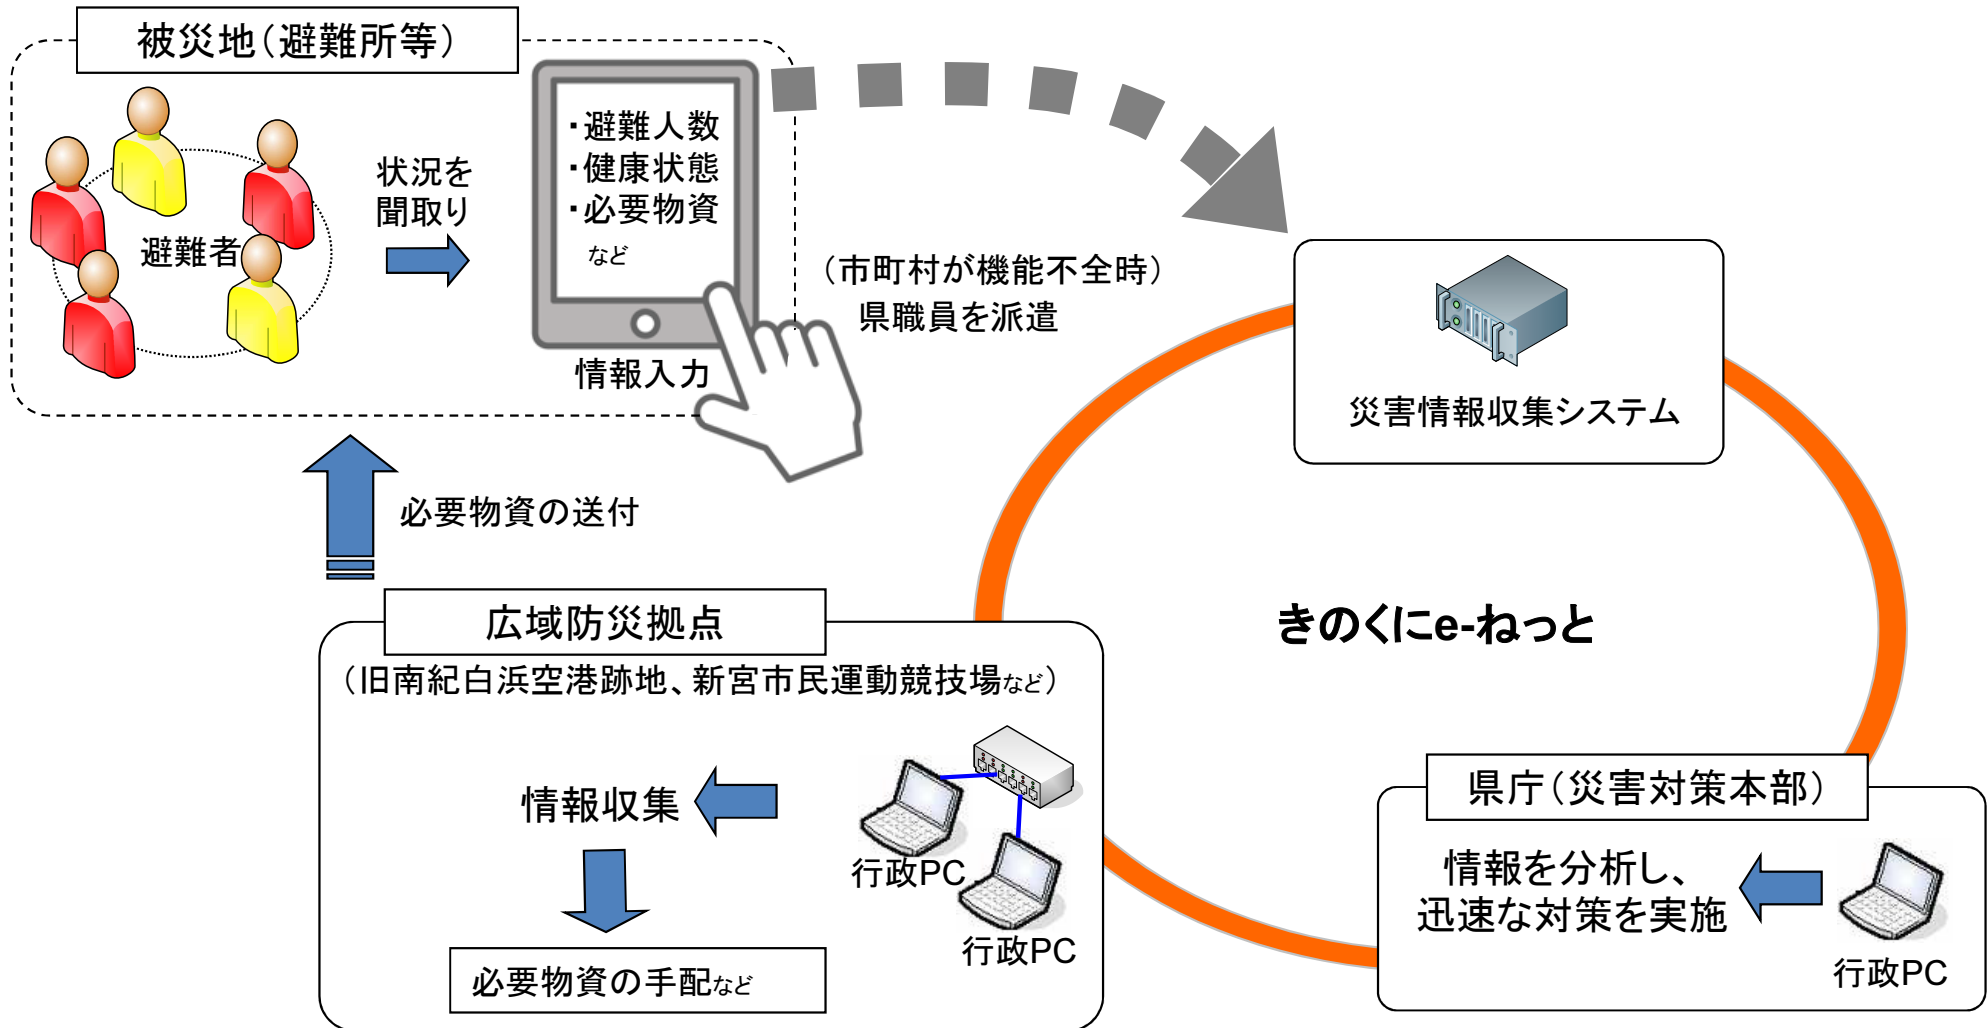 被災地（避難所等）
避難者
状況を
聞取り
・避難人数
・健康状態
・必要物資
など
情報入力
（市町村が機能不全時）
県職員を派遣
災害情報収集システム
必要物資の送付
きのくにe-ねっと
広域防災拠点
（旧南紀白浜空港跡地、新宮市民運動競技場など）
情報収集
行政PC
行政PC
必要物資の手配など
県庁（災害対策本部）
情報を分析し、
迅速な対策を実施
行政PC